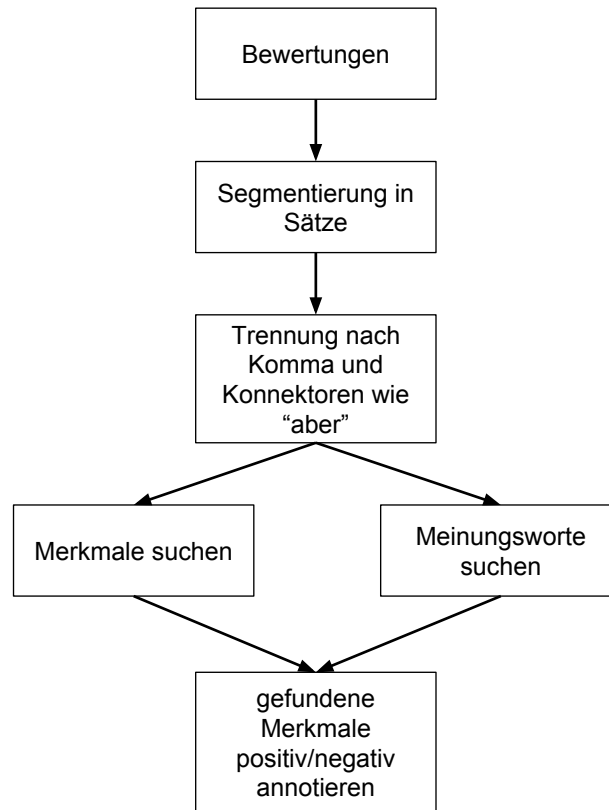 Bewertungen
Segmentierung in
Sätze
Trennung nach
Komma und
Konnektoren wie
“aber”
Merkmale suchen
Meinungsworte
suchen
gefundene
Merkmale
positiv/negativ
annotieren